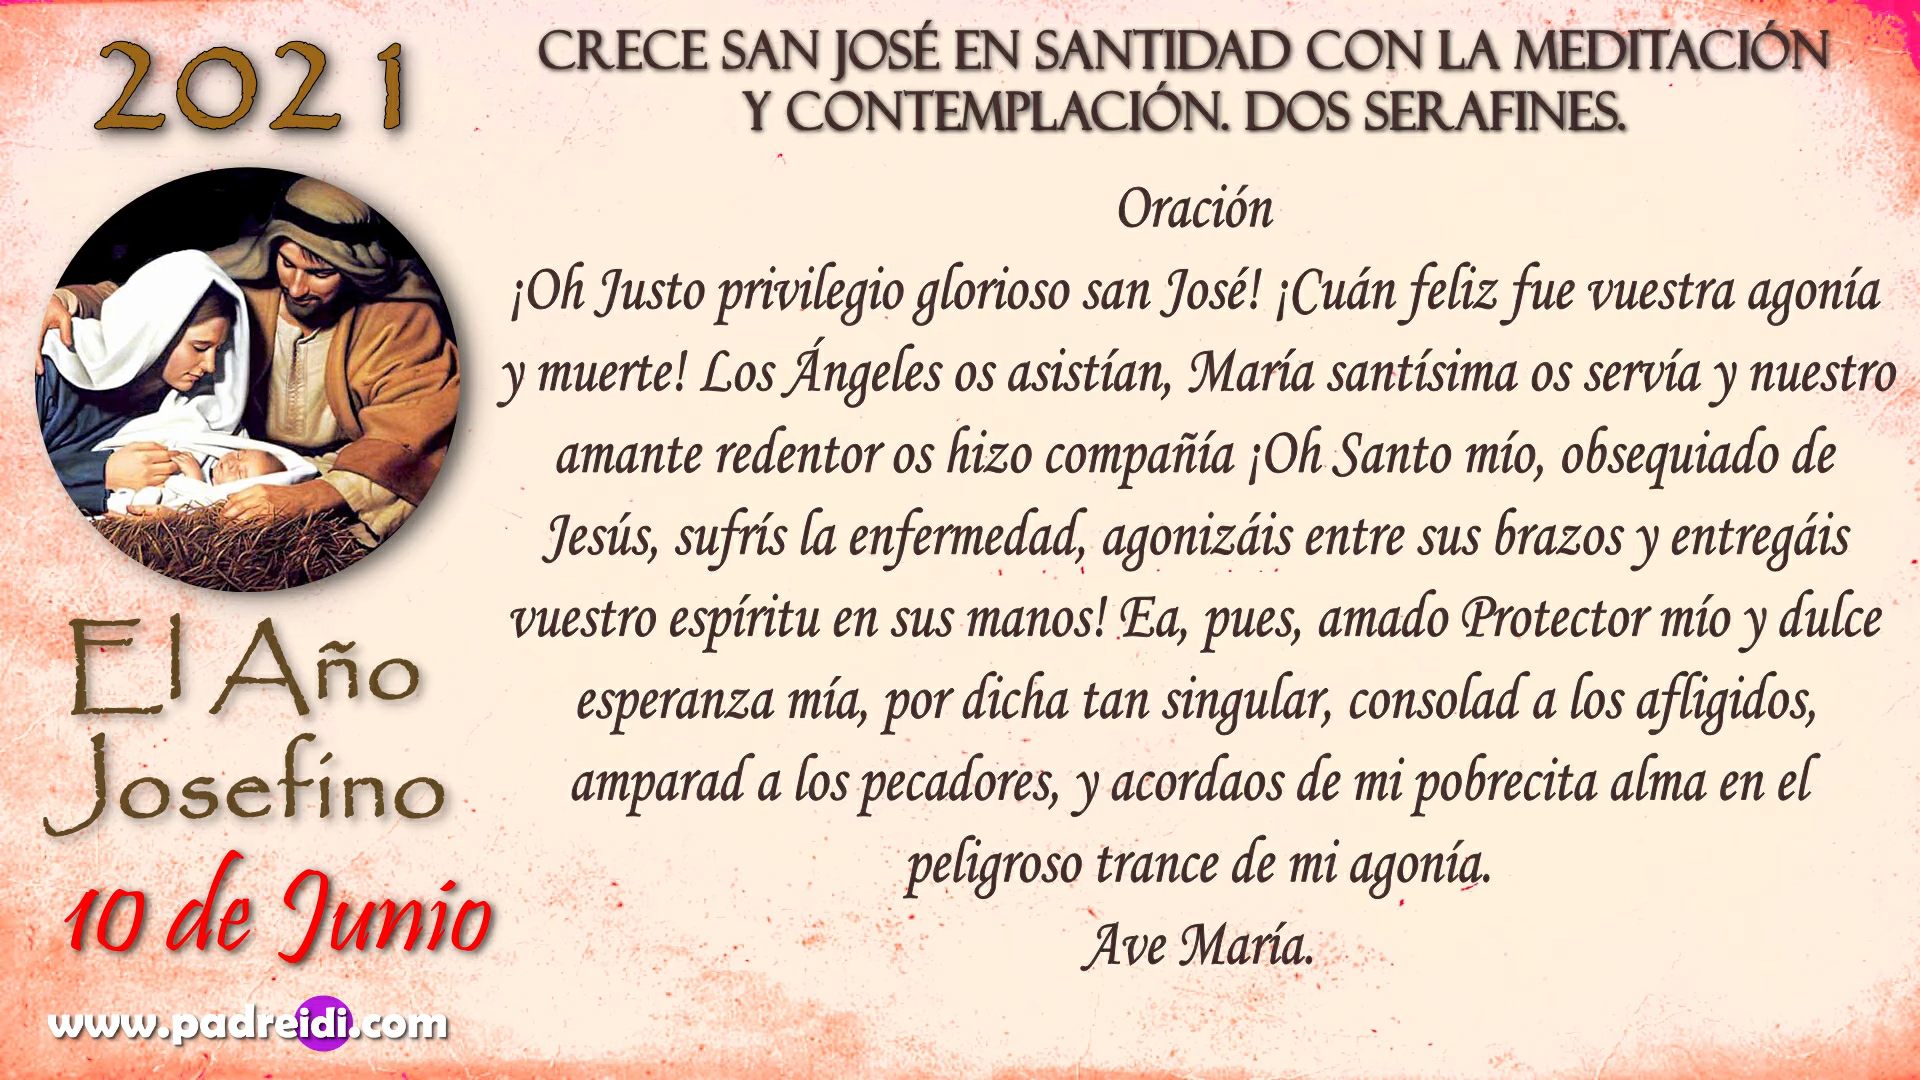 2021
CRECE SAN JOSÉ EN SANTIDAD CON LA MEDITACIÓN
Y CONTEMPLACIÓN. DOS SERAFINES.
Oración
¡Oh Justo privilegio glorioso san José! ¡Cuán feliz fue vuestra agonía
y muerte! Los Ángeles os asistían, María santísima os servía y nuestro
amante redentor os hizo compañía ¡Oh Santo mío, obsequiado de
Jesús, sufrís la enfermedad, agonizáis entre sus brazos y entregáis
vuestro espíritu en sus manos! Ea, pues, amado Protector mío y dulce
esperanza mía, por dicha tan singular, consolad a los afligidos,
amparad a los pecadores, y acordaos de mi pobrecita alma en el
peligroso trance de mi agonía.
Ave María.
El Año
Josefino
10 de Junio
www.padreidi.com